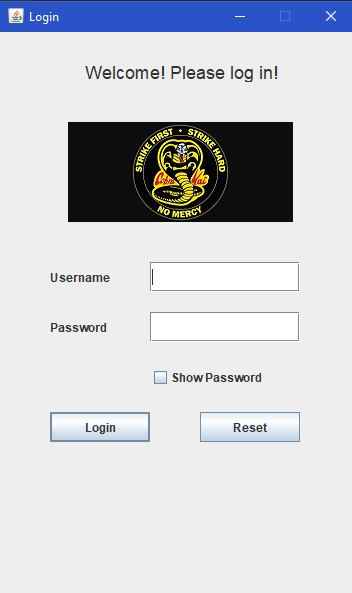 Login
Welcome! Please log in!
STRIKE FIRST • STRIKE HARD
Cobra Kai
NO MERCY
Username
Password
Show Password
Login
Reset